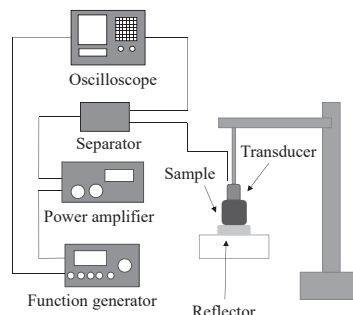 Oscilloscope
Separator
Transducer
Sample
Power amplifier
Function generator
Reflector